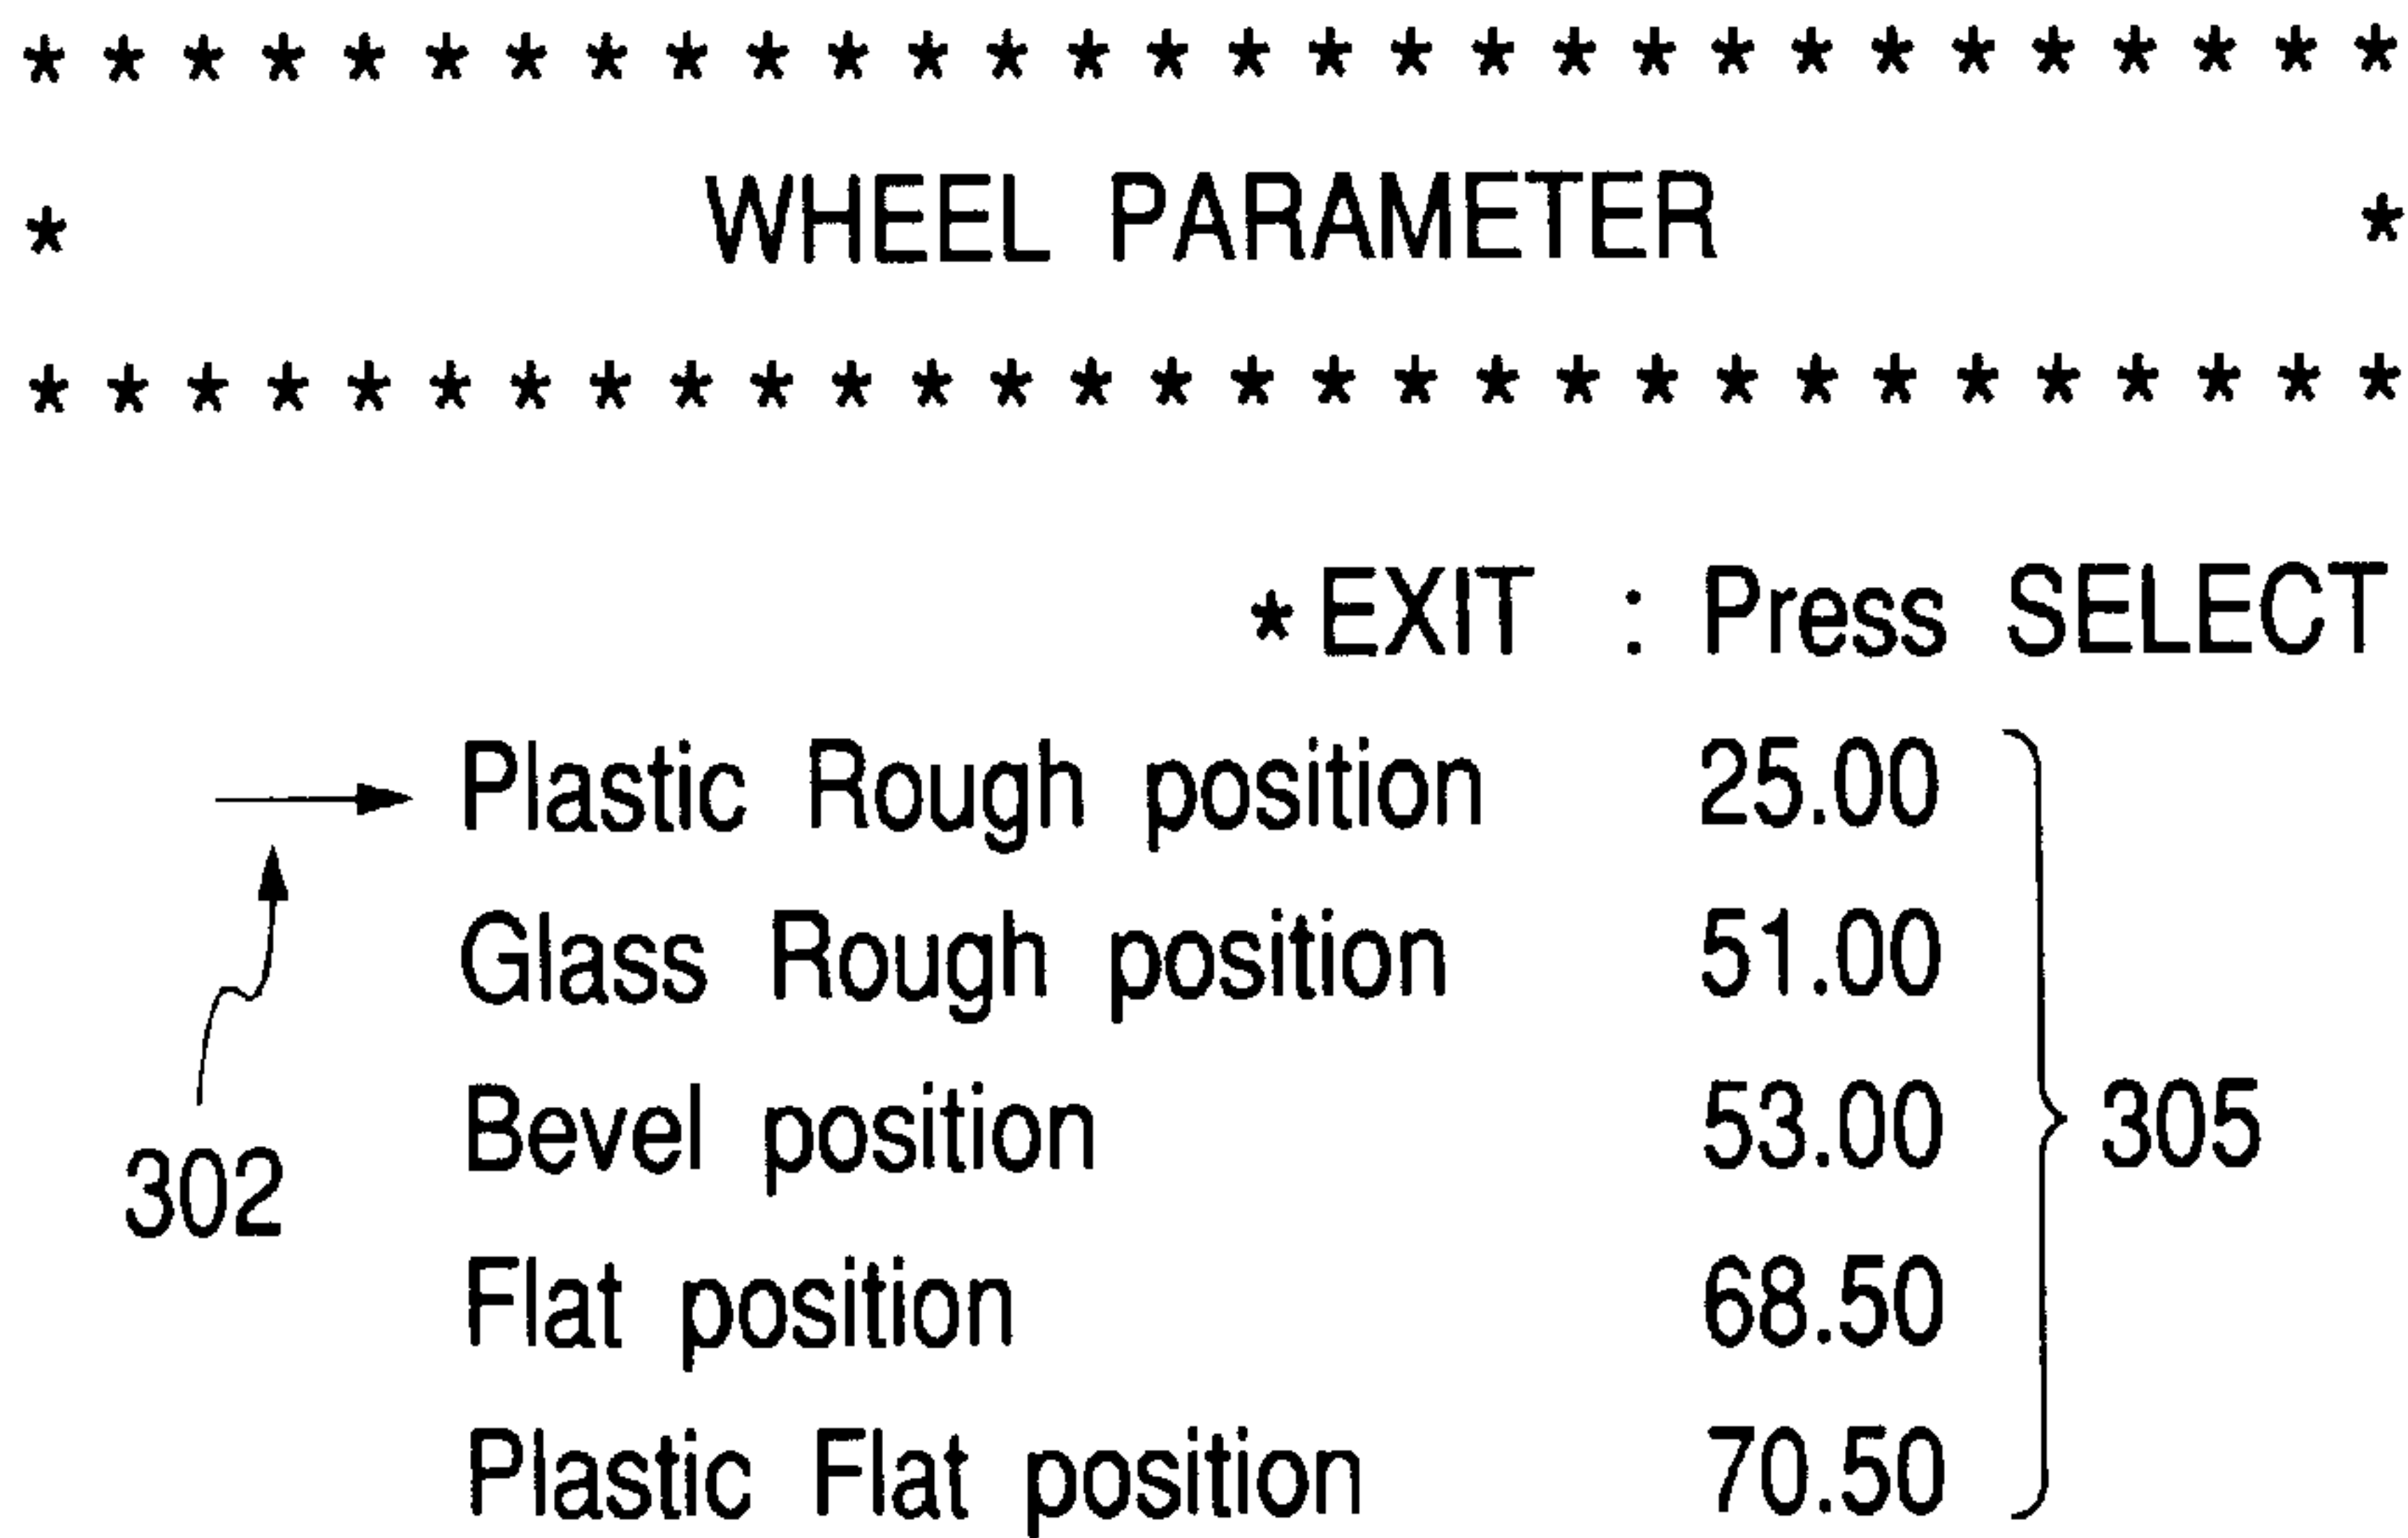 * * * * * * * * * * * * * * * * * * * * * * * * * * * * * *
* WHEEL PARAMETER *
* * * * * * * * * * * * * * * * * * * * * * * * * * * * * *
* EXIT : Press SELECT
Plastic Rough position 25.00
Glass Rough position 51.00
Bevel position 53.00 305
302
Flat position 68.50
Plastic Flat position 70.50